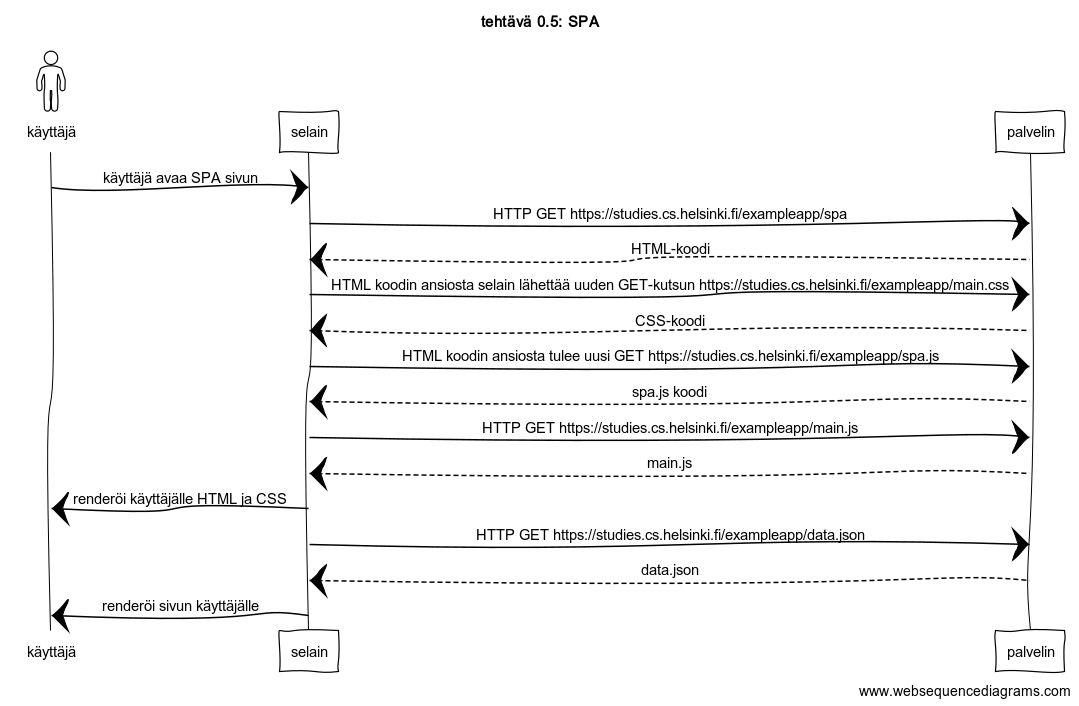 tehtävä 0.5: SPA
käyttäjä
selain
palvelin
käyttäjä avaa SPA sivun
HTTP GET https://studies.cs.helsinki.fi/exampleapp/spa
HTML-koodi
HTML koodin ansiosta selain lähettää uuden GET-kutsun https://studies.cs.helsinki.fi/exampleapp/main.css
CSS-koodi
HTML koodin ansiosta tulee uusi GET https://studies.cs.helsinki.fi/exampleapp/spa.js
spa.js koodi
HTTP GET https://studies.cs.helsinki.fi/exampleapp/main.js
main.js
renderöi käyttäjälle HTML ja CSS
HTTP GET https://studies.cs.helsinki.fi/exampleapp/data.json
data.json
renderöi sivun käyttäjälle
käyttäjä
selain
palvelin
www.websequencediagrams.com